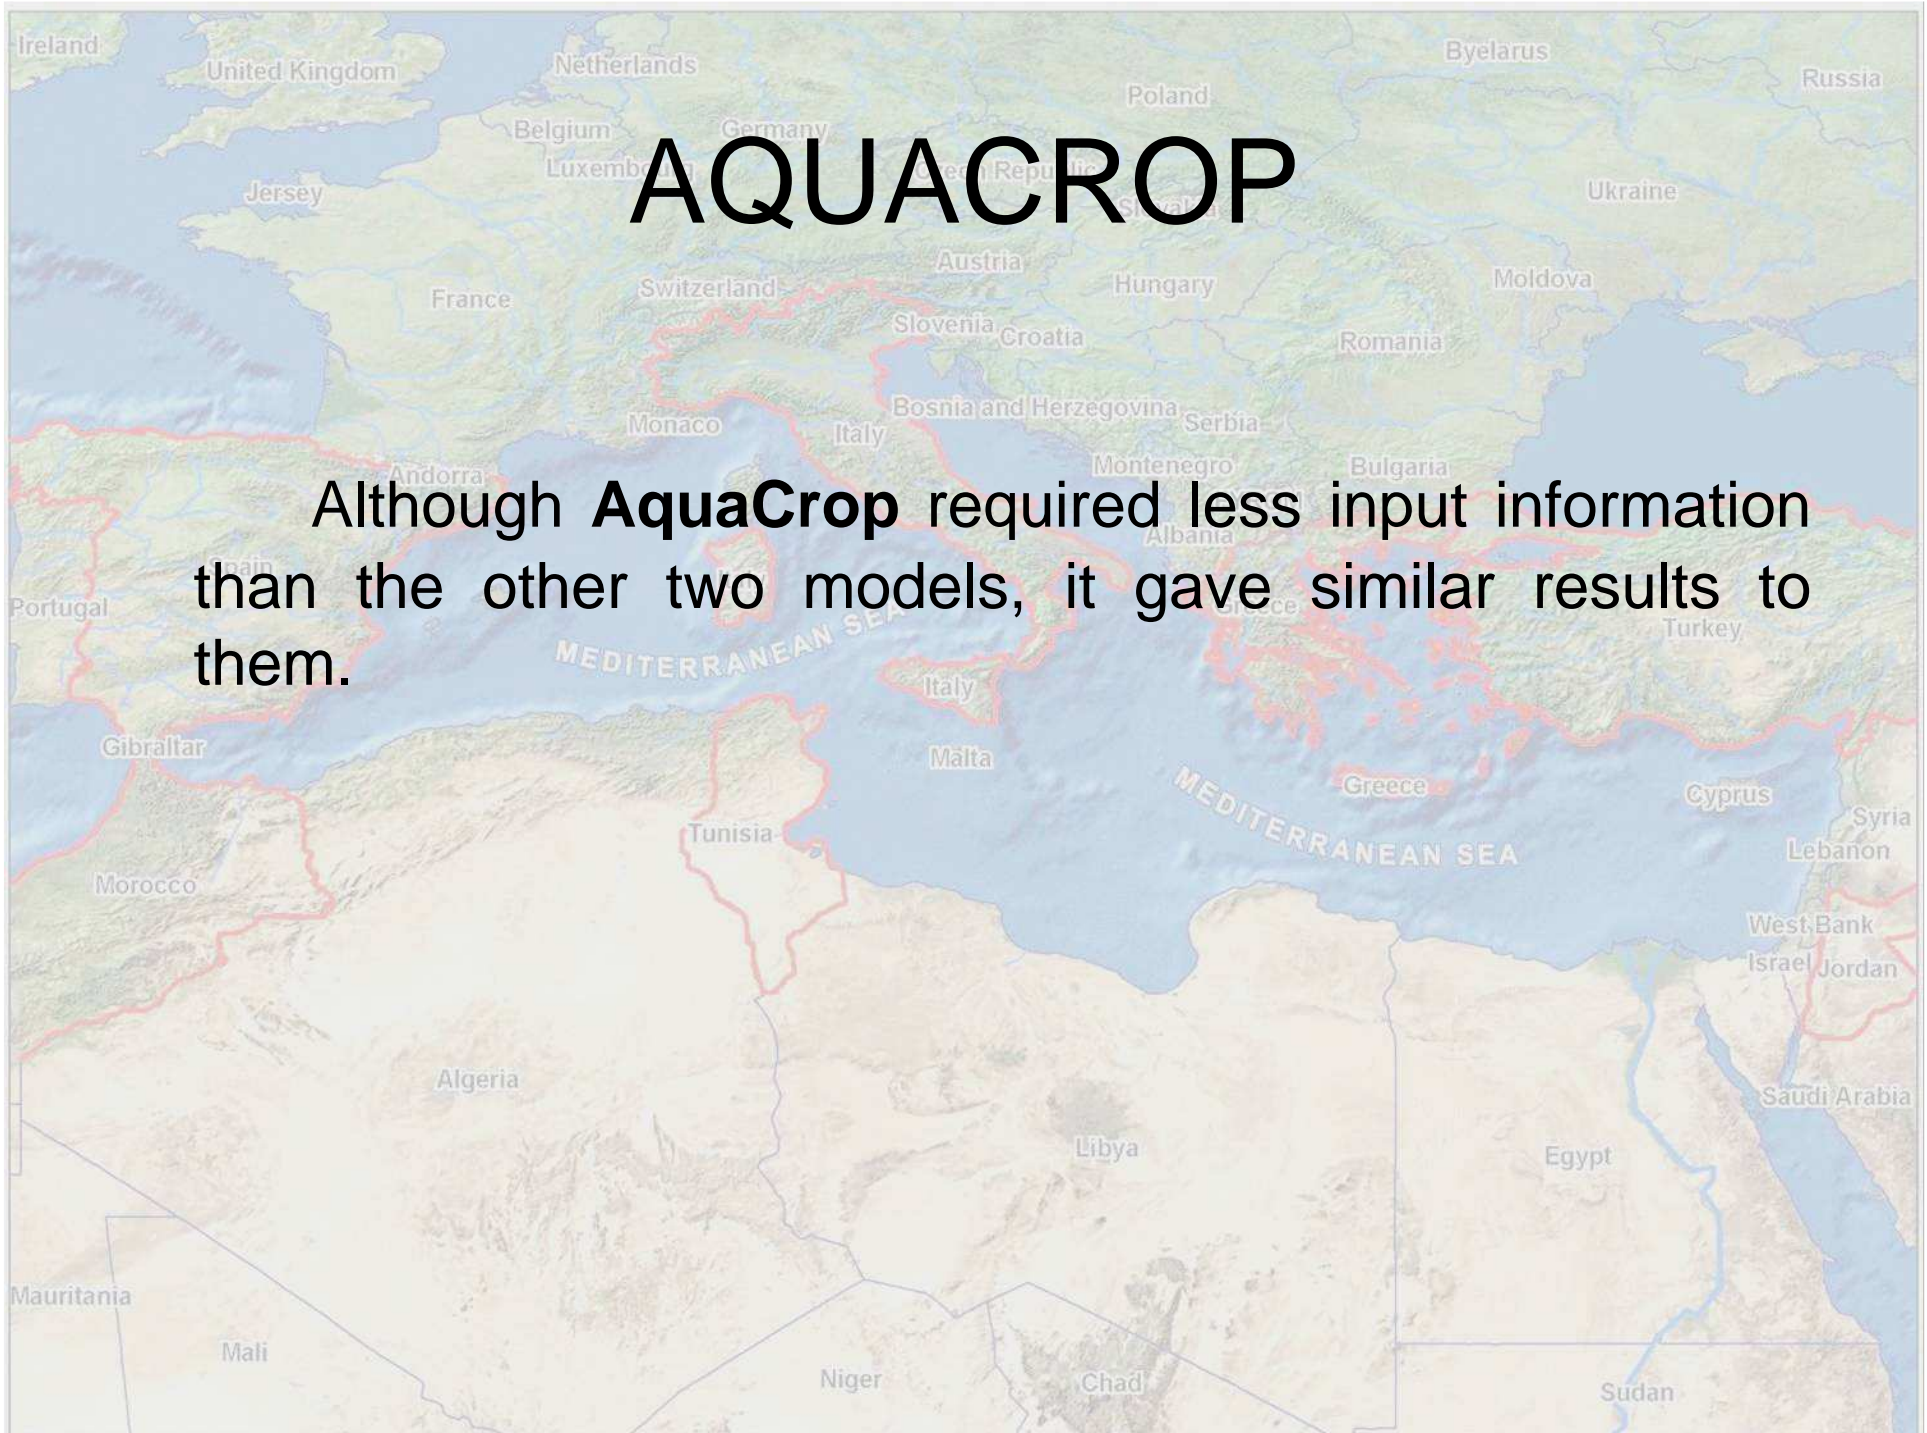 Ireland
United Kingdom
Netherlands
Byelarus
Russia
Poland
Belgium
Germany
AQUACROP
Jersey
Ukraine
Austria
Switzerland
Hungary
Moldova
France
Slovenia
Croatia
Romania
Bosnia and Herzegovina
Serbia
Monaco
Italy
Montenegro
Bulgaria
Andorra
Although AquaCrop required less input information
Albania
than the other two models, it gave similar results to
Spain
Portugal
Turkey
them.
MEDITERRANEAN SEA
Italy
Gibraltar
Malta
Greece
Cyprus
MEDITERRANEAN SEA
Syria
Tunisia
Lebanon
Morocco
West Bank
Israel
Jordan
Algeria
Saudi Arabia
Libya
Egypt
Mauritania
Mali
Niger
Chad
Sudan